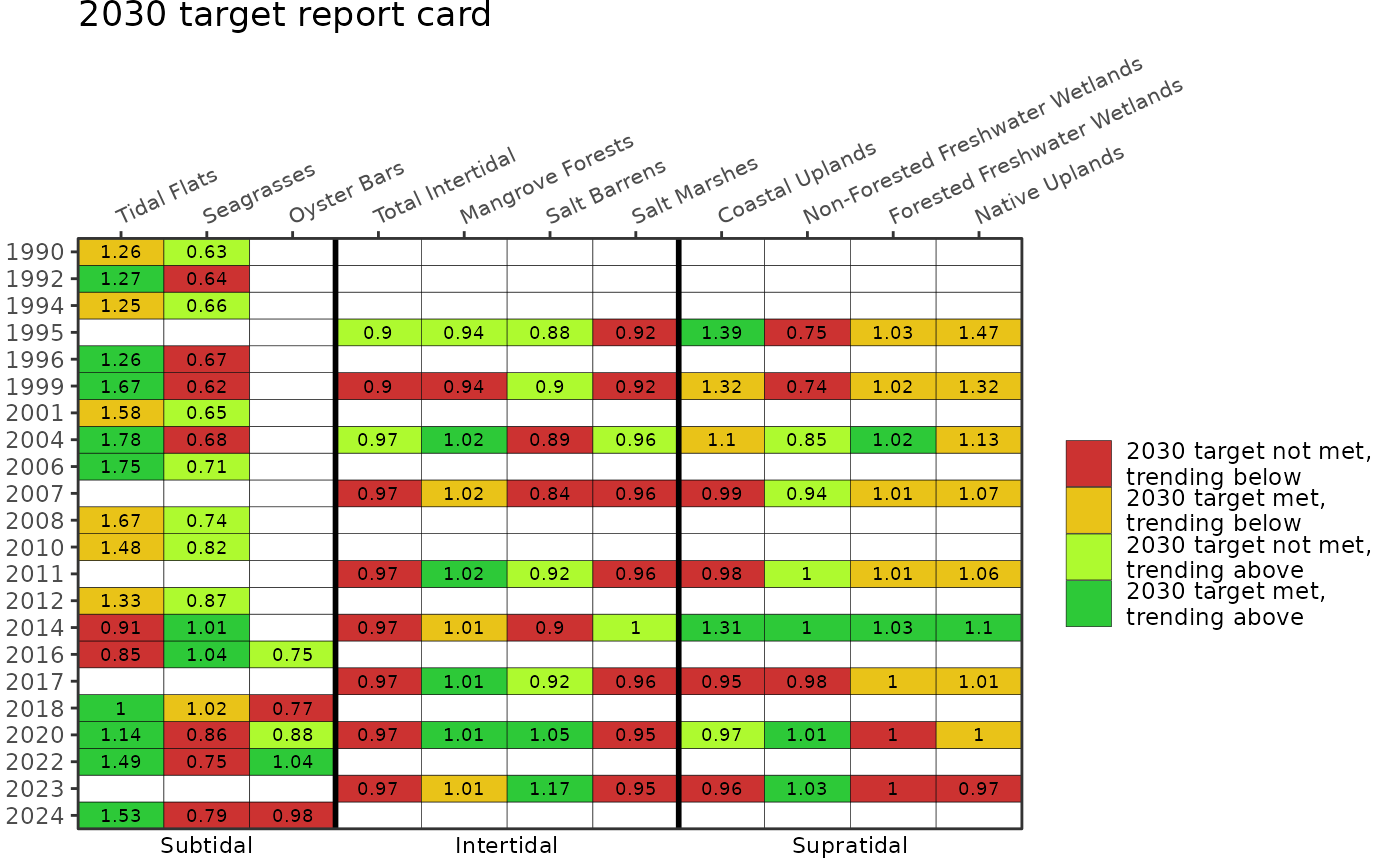 2030 target report card
Tidal Flats
Seagrasses
Oyster Bars
Total Intertidal
Mangrove Forests
Salt Barrens
Salt Marshes
Coastal Uplands
Non-Forested Freshwater Wetlands
Forested Freshwater Wetlands
Native Uplands
1990 1.26 0.63
1992 1.27 0.64
1994 1.25 0.66
1995 0.9 0.94 0.88 0.92 1.39 0.75 1.03 1.47
1996 1.26 0.67
1999 1.67 0.62 0.9 0.94 0.9 0.92 1.32 0.74 1.02 1.32
2001 1.58 0.65
2004 1.78 0.68 0.97 1.02 0.89 0.96 1.1 0.85 1.02 1.13
2006 1.75 0.71
2007 0.97 1.02 0.84 0.96 0.99 0.94 1.01 1.07
2008 1.67 0.74
2010 1.48 0.82
2011 0.97 1.02 0.92 0.96 0.98 1 1.01 1.06
2012 1.33 0.87
2014 0.91 1.01 0.97 1.01 0.9 1 1.31 1 1.03 1.1
2016 0.85 1.04 0.75
2017 0.97 1.01 0.92 0.96 0.95 0.98 1 1.01
2018 1 1.02 0.77
2020 1.14 0.86 0.88 0.97 1.01 1.05 0.95 0.97 1.01 1 1
2022 1.49 0.75 1.04
2023 0.97 1.01 1.17 0.95 0.96 1.03 1 0.97
2024 1.53 0.79 0.98
Subtidal Intertidal Supratidal
2030 target not met,
trending below
2030 target met,
trending below
2030 target not met,
trending above
2030 target met,
trending above